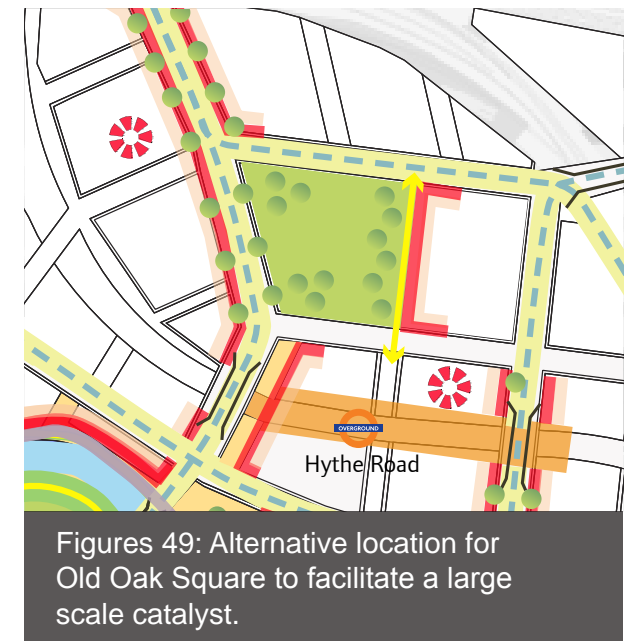 OVERGROUND
Hythe Road
Figures 49: Alternative location for
Old Oak Square to facilitate a large
scale catalyst.